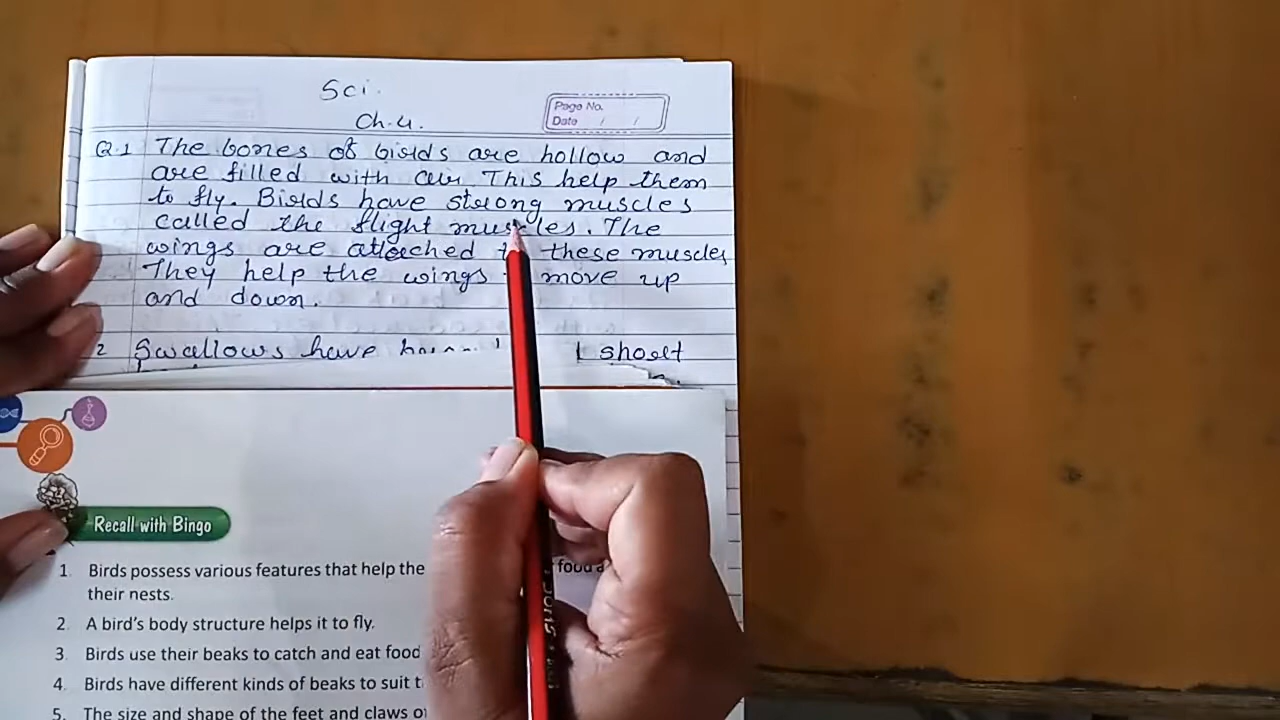 Sci.
Ch.4.
Page No.
Date / /
Q.1 The bones of birds are hollow and
are filled with air This help them
to fly. Birds have strong muscles
called the flight muscles. The
wings are attached to these muscles
They help the wings move up
and down.
2 Swallows have short
Recall with Bingo
1. Birds possess various features that help the food
their nests.
2. A bird's body structure helps it to fly.
3. Birds use their beaks to catch and eat food
4. Birds have different kinds of beaks to suit
5. The size and shape of the feet and claws